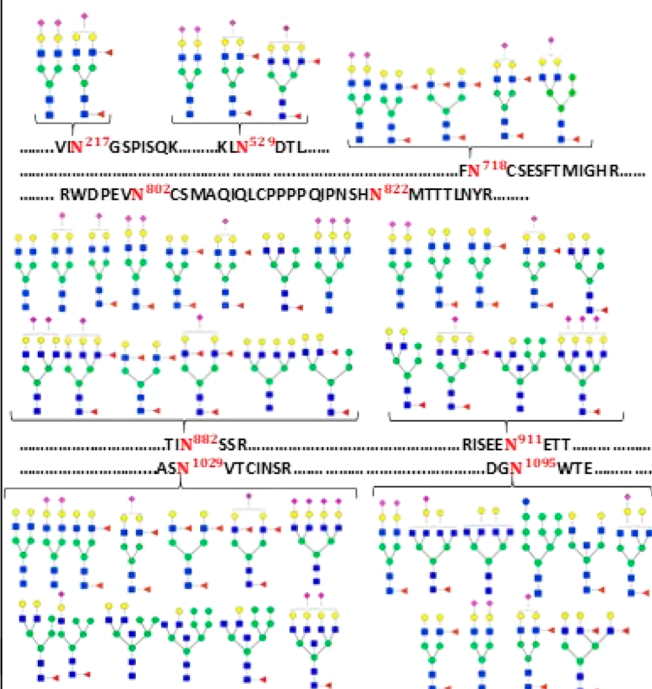 ........VIN217GSPISQK.........KLN529DTL......
........................................................................................FN718CSESFTMIGHR......
........ RWDPEVN802CSMAQIQLCPPPPQIPNSHN822MTTTLNYR........
................................TIN882SSR................................................RISEEN911ETT..................
..............................ASN1029VTCINSR.................................................DGN1095WTE..................